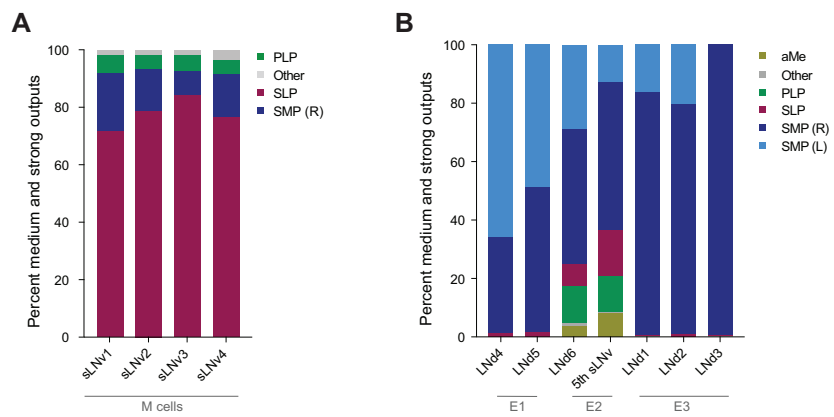 A
Percent medium and strong outputs
100
80
60
40
20
0
sLNv1
sLNv2
sLNv3
sLNv4
M cells
PLP
Other
SLP
SMP (R)
B
Percent medium and strong outputs
100
80
60
40
20
0
LNd4
LNd5
LNd6
5th sLNv
LNd1
LNd2
LNd3
E1
E2
E3
aMe
Other
PLP
SLP
SMP (R)
SMP (L)